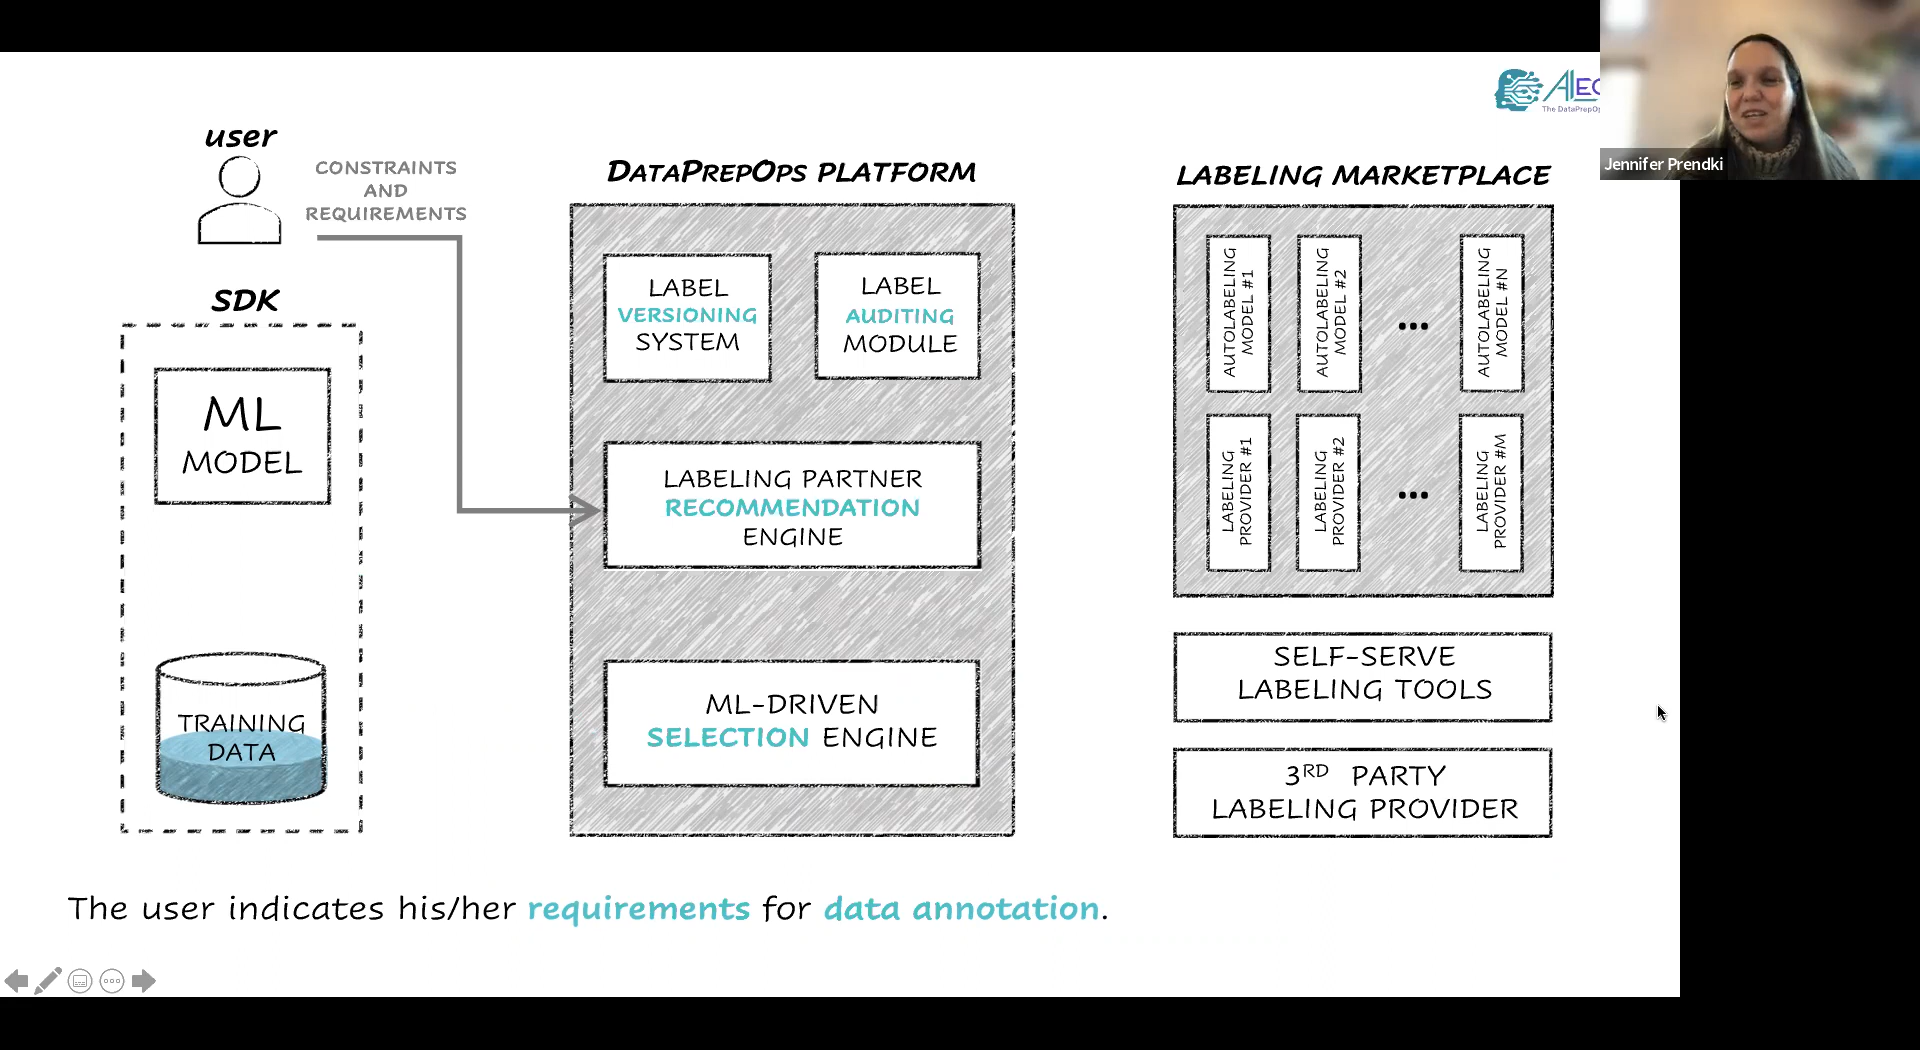 user
CONSTRAINTS
AND
REQUIREMENTS
SDK
ML
MODEL
TRAINING
DATA
DATAPREPOPS PLATFORM
LABEL
VERSIONING
SYSTEM
LABEL
AUDITING
MODULE
LABELING PARTNER
RECOMMENDATION
ENGINE
ML-DRIVEN
SELECTION ENGINE
LABELING MARKETPLACE
AUTOLABELING
MODEL #1
AUTOLABELING
MODEL #2
...
AUTOLABELING
MODEL #N
LABELING
PROVIDER #1
LABELING
PROVIDER #2
...
LABELING
PROVIDER #M
SELF-SERVE
LABELING TOOLS
3RD PARTY
LABELING PROVIDER
The user indicates his/her requirements for data annotation.
The DataPrepOp
Jennifer Prendki